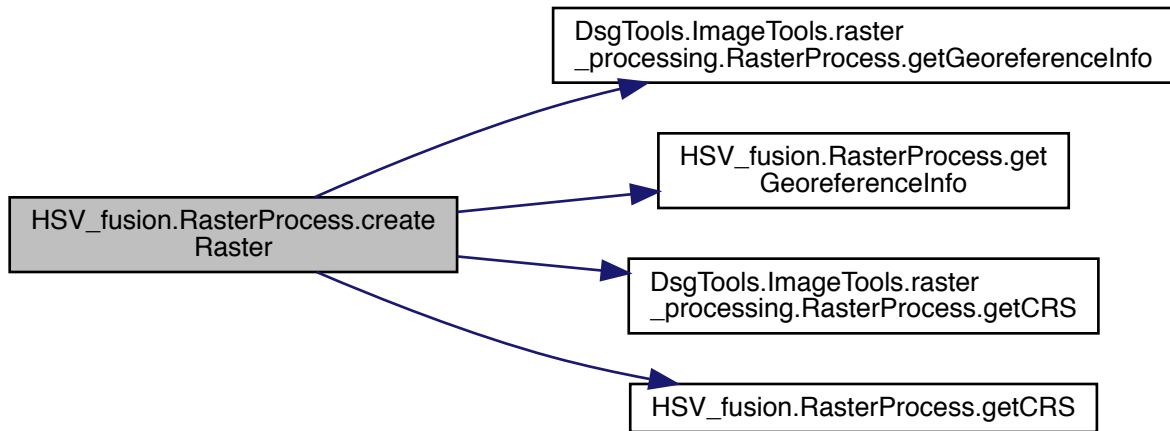 DsgTools.ImageTools.raster
_processing.RasterProcess.getGeoreferenceInfo
HSV_fusion.RasterProcess.get
GeoreferenceInfo
HSV_fusion.RasterProcess.create
Raster
DsgTools.ImageTools.raster
_processing.RasterProcess.getCRS
HSV_fusion.RasterProcess.getCRS